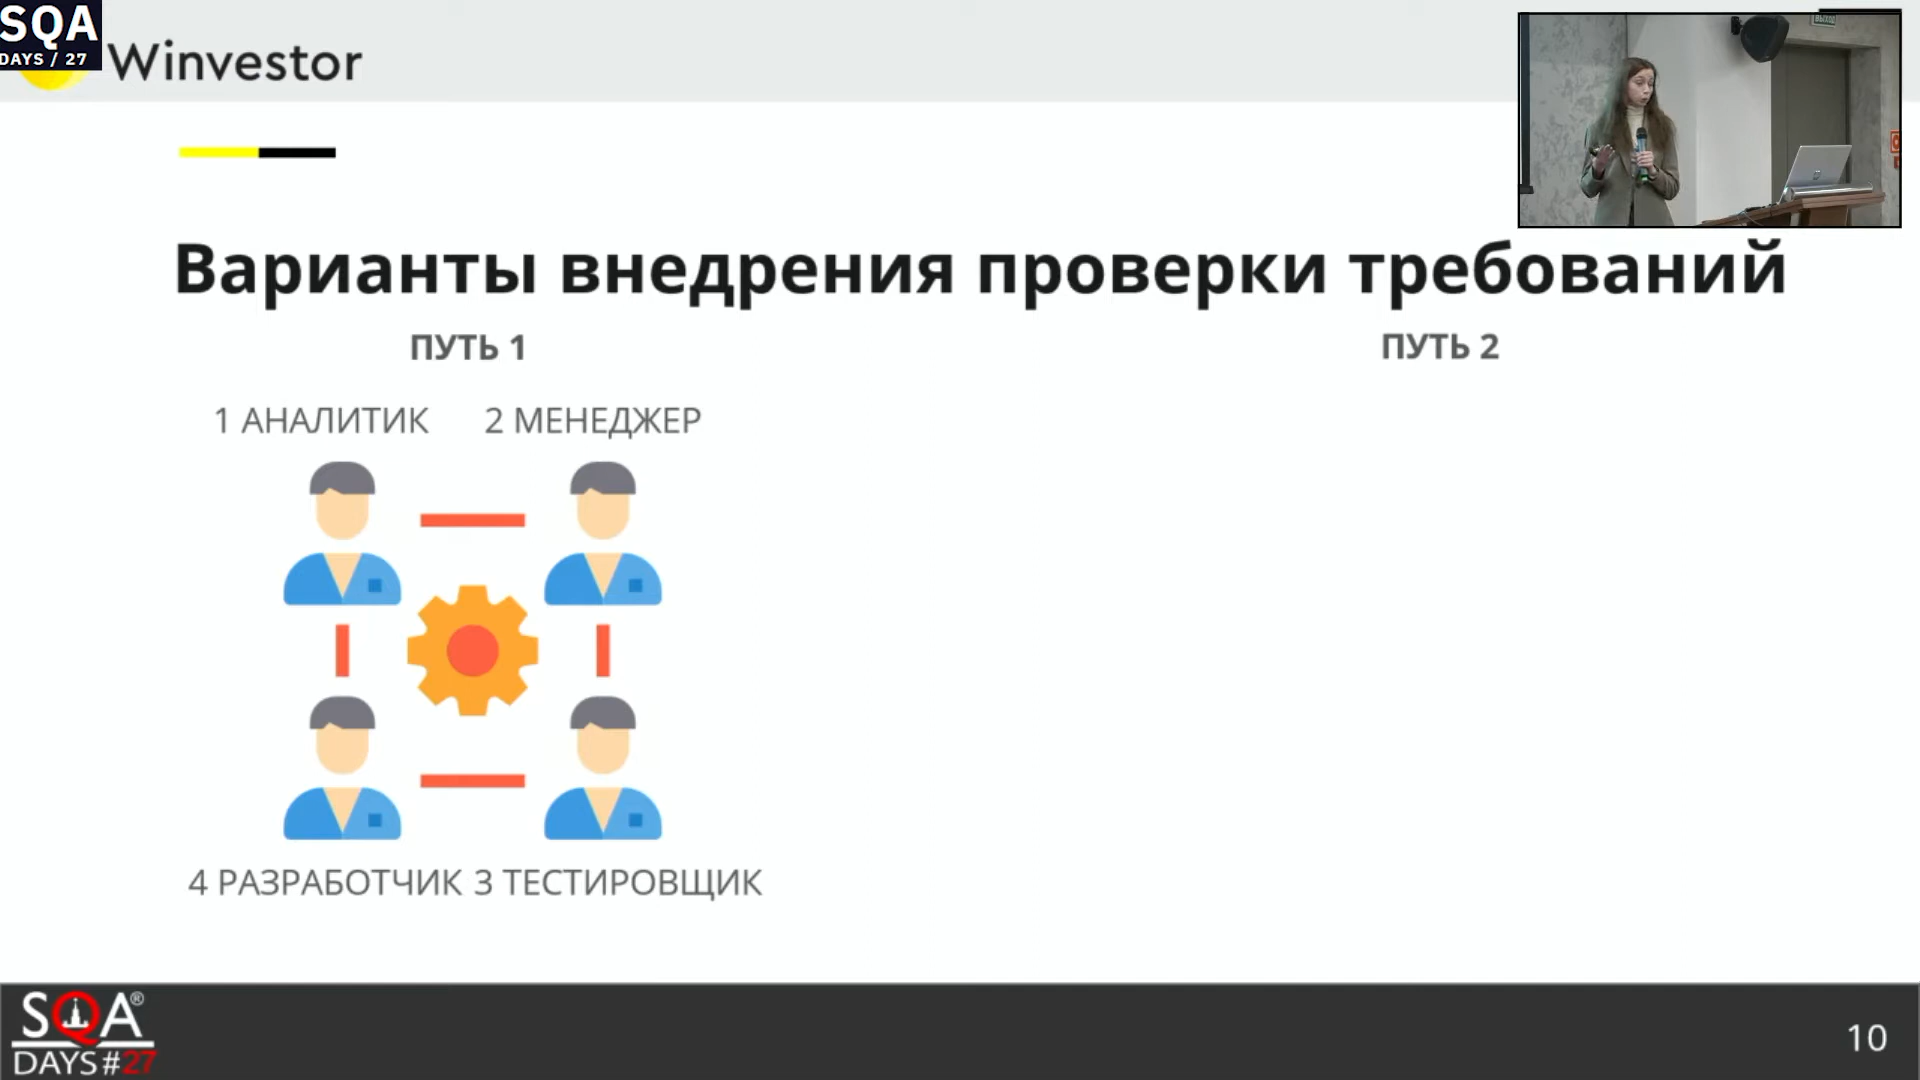 SQA
DAYS / 27
Winvestor
ВЫХОД
Варианты внедрения проверки требований
ПУТЬ 1
ПУТЬ 2
1 АНАЛИТИК
2 МЕНЕДЖЕР
4 РАЗРАБОТЧИК
3 ТЕСТИРОВЩИК
SQA®
DAYS#27
10